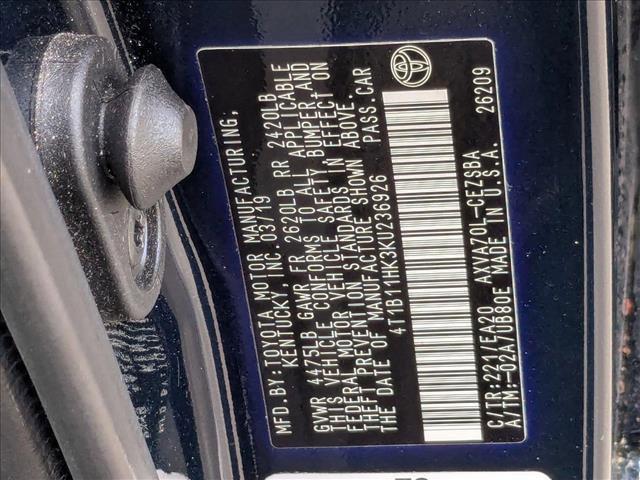 MFD.BY:TOYOTA MOTOR MANUFACTURING,
KENTUCKY, INC. 03/19
GVWR 4475LB GAWR FR 2620LB RR 2420LB
THIS VEHICLE CONFORMS TO ALL APPLICABLE
FEDERAL MOTOR VEHICLE SAFETY BUMPER, AND
THEFT PREVENTION STANDARDS IN EFFECT ON
THE DATE OF MANUFACTURE SHOWN ABOVE.
4T1BY1HK3KU236926 PASS.CAR
C/TR:222/EA20 AXVA70L-CEZSBA
A/TM:-02A/UB80E MADE IN U.S.A. 26209